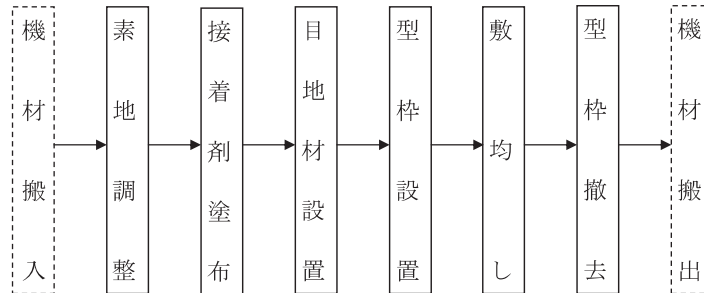 機材搬入
素地調整
接着剤塗布
目地材設置
型枠設置
敷均し
型枠撤去
機材搬出